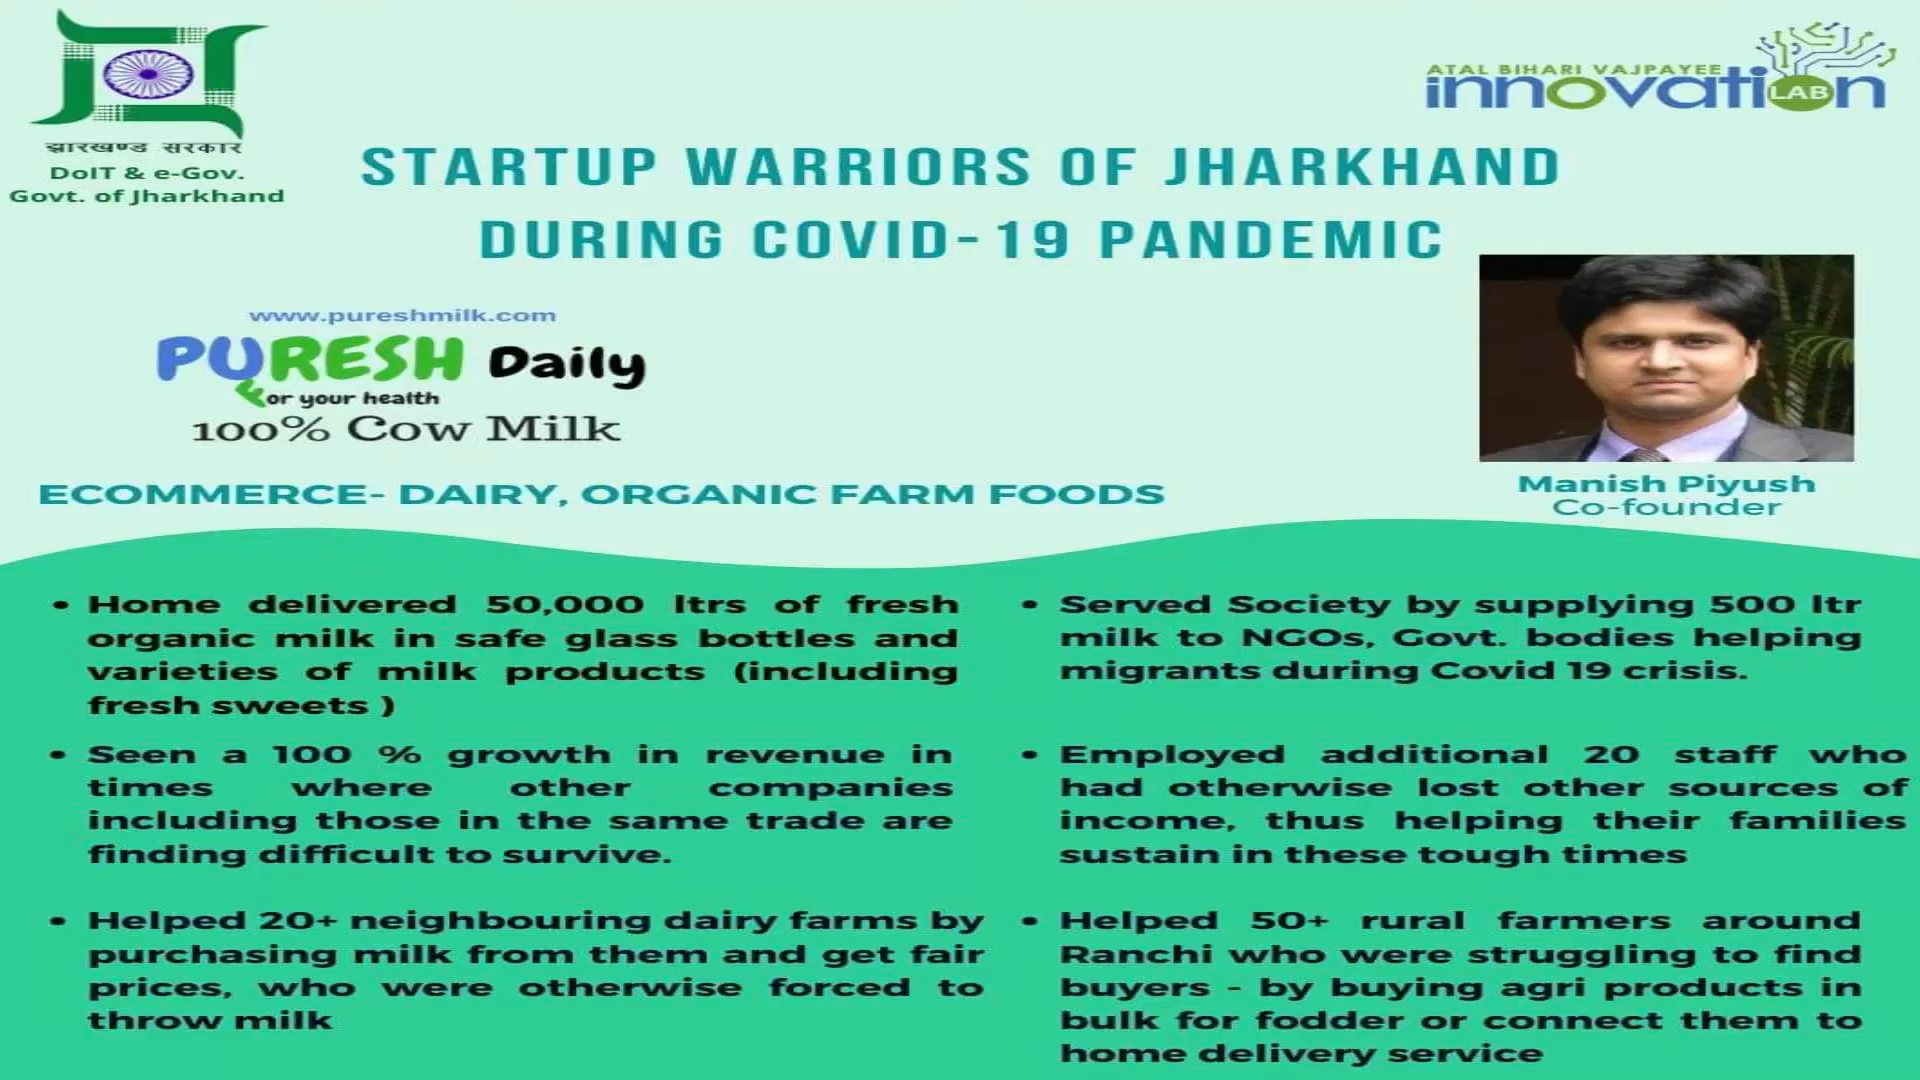 झारखण्ड सरकार
DoIT & e-Gov.
Govt. of Jharkhand
ATAL BIHARI VAJPAYEE
innovation
LAB
STARTUP WARRIORS OF JHARKHAND
DURING COVID-19 PANDEMIC
www.pureshmilk.com
PURESH Daily
For your health
100% Cow Milk
ECOMMERCE- DAIRY, ORGANIC FARM FOODS
Manish Piyush
Co-founder
• Home delivered 50,000 ltrs of fresh
organic milk in safe glass bottles and
varieties of milk products (including
fresh sweets )
• Seen a 100 % growth in revenue in
times where other companies
including those in the same trade are
finding difficult to survive.
• Helped 20+ neighbouring dairy farms by
purchasing milk from them and get fair
prices, who were otherwise forced to
throw milk
• Served Society by supplying 500 ltr
milk to NGOs, Govt. bodies helping
migrants during Covid 19 crisis.
• Employed additional 20 staff who
had otherwise lost other sources of
income, thus helping their families
sustain in these tough times
• Helped 50+ rural farmers around
Ranchi who were struggling to find
buyers - by buying agri products in
bulk for fodder or connect them to
home delivery service